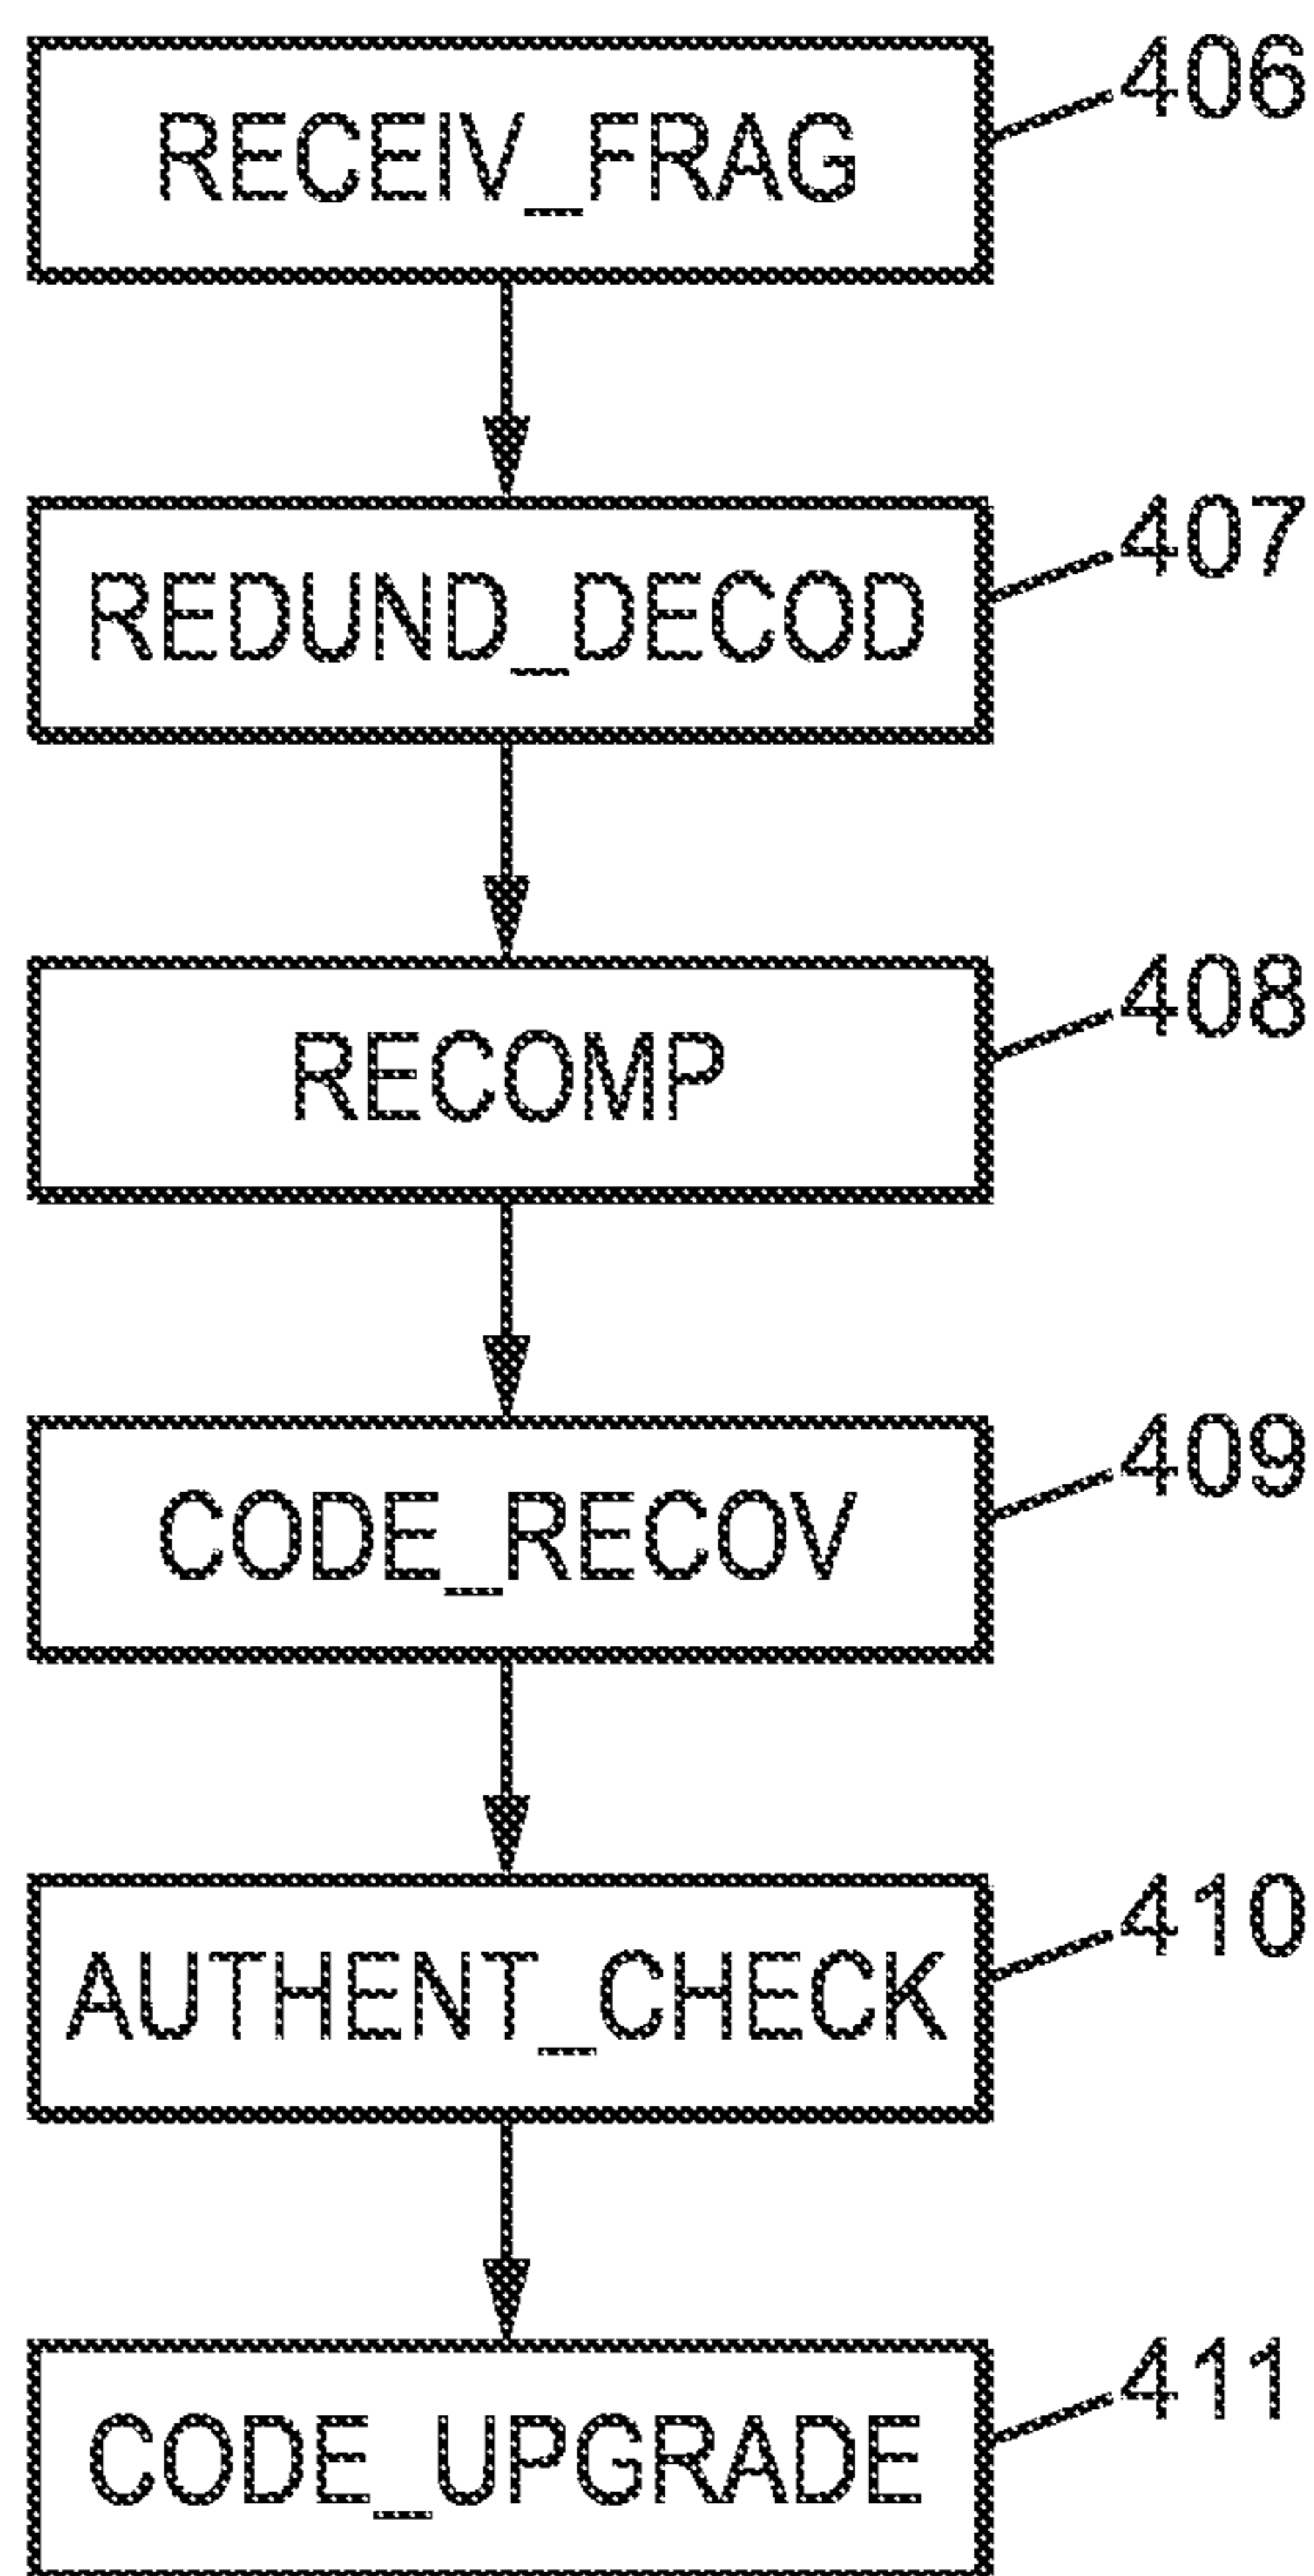 RECEIV_FRAG 406
REDUND_DECOD 407
RECOMP 408
CODE_RECOV 409
AUTHENT_CHECK 410
CODE_UPGRADE 411